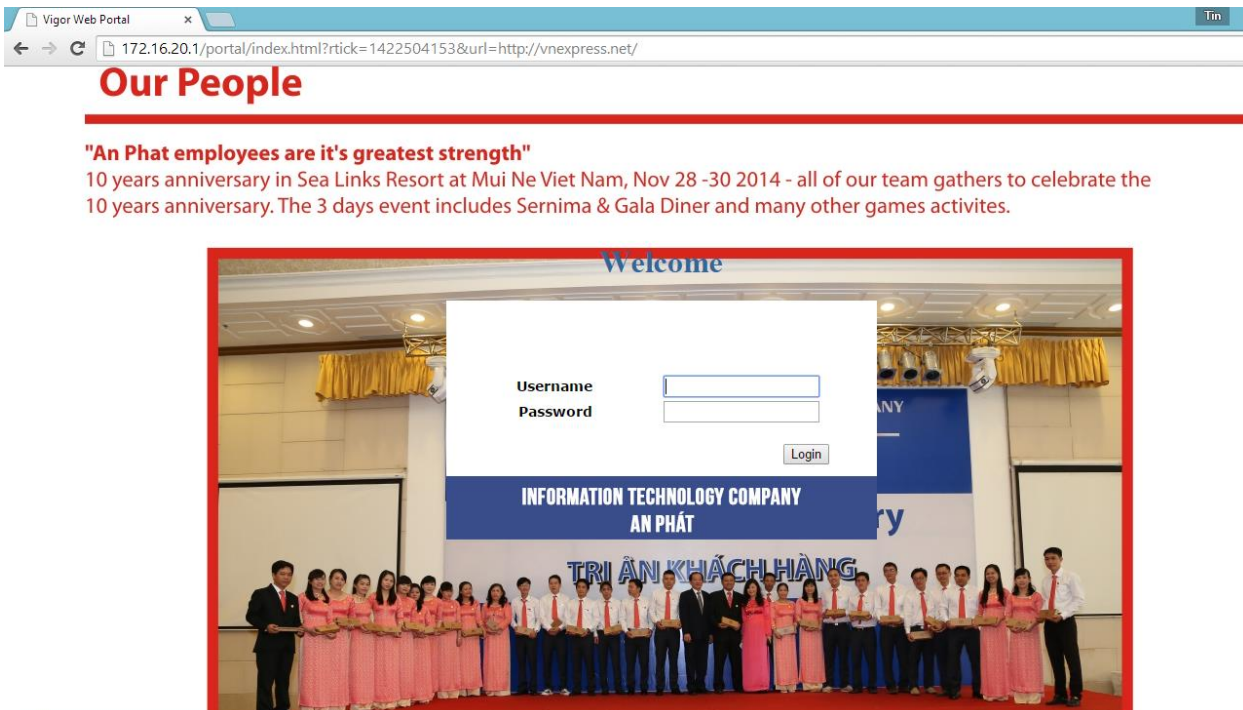 Vigor Web Portal
Tin
172.16.20.1/portal/index.html?rtick=1422504153&url=http://vnexpress.net/
Our People
"An Phat employees are it's greatest strength"
10 years anniversary in Sea Links Resort at Mui Ne Viet Nam, Nov 28 -30 2014 - all of our team gathers to celebrate the
10 years anniversary. The 3 days event includes Sernima & Gala Diner and many other games activites.
Welcome
Username
Password
Login
INFORMATION TECHNOLOGY COMPANY
AN PHÁT
TRI ÂN KHÁCH HÀNG